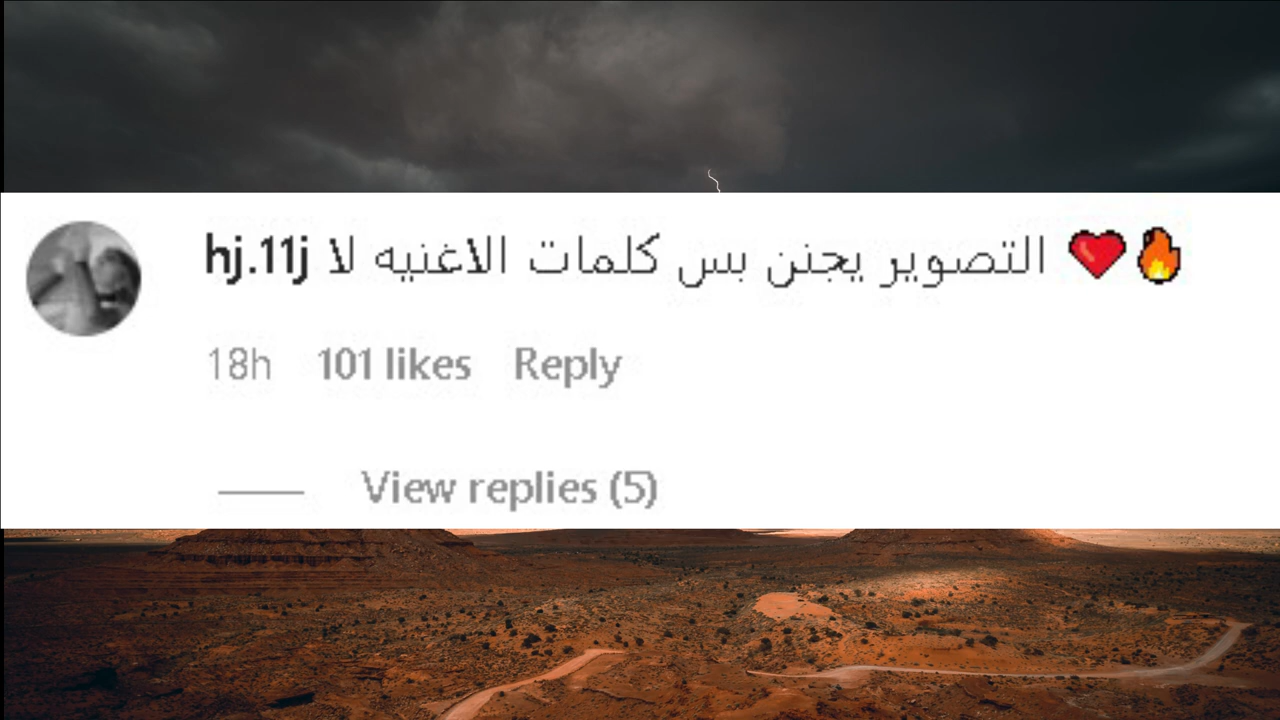 hj.11j التصوير يجنن بس كلمات الاغنيه لا ❤️🔥
18h 101 likes Reply
View replies (5)